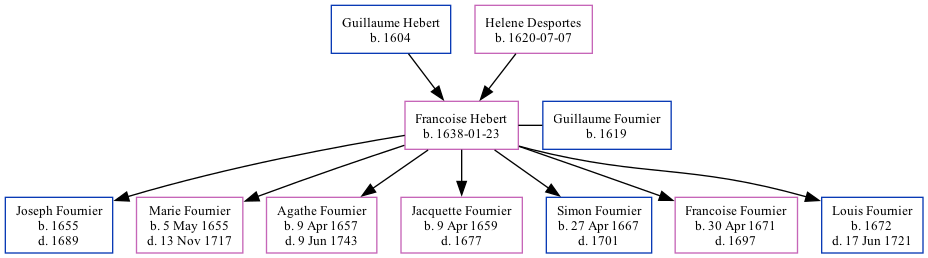 Guillaume Hebert
b. 1604
Helene Desportes
b. 1620-07-07
Francoise Hebert
b. 1638-01-23
Guillaume Fournier
b. 1619
Joseph Fournier
b. 1655
d. 1689
Marie Fournier
b. 5 May 1655
d. 13 Nov 1717
Agathe Fournier
b. 9 Apr 1657
d. 9 Jun 1743
Jacquette Fournier
b. 9 Apr 1659
d. 1677
Simon Fournier
b. 27 Apr 1667
d. 1701
Francoise Fournier
b. 30 Apr 1671
d. 1697
Louis Fournier
b. 1672
d. 17 Jun 1721